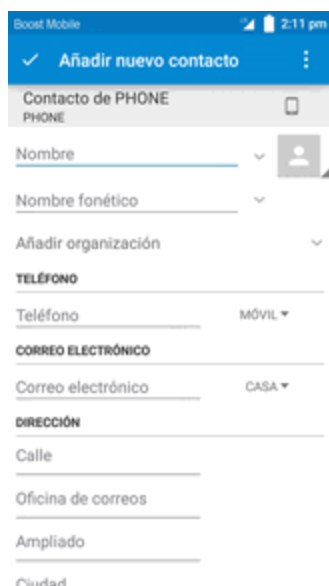 Boost Mobile 2:11 pm
Añadir nuevo contacto
Contacto de PHONE
PHONE
Nombre
Nombre fonético
Añadir organización
TELÉFONO
Teléfono MÓVIL
CORREO ELECTRÓNICO
Correo electrónico CASA
DIRECCIÓN
Calle
Oficina de correos
Ampliado
Ciudad